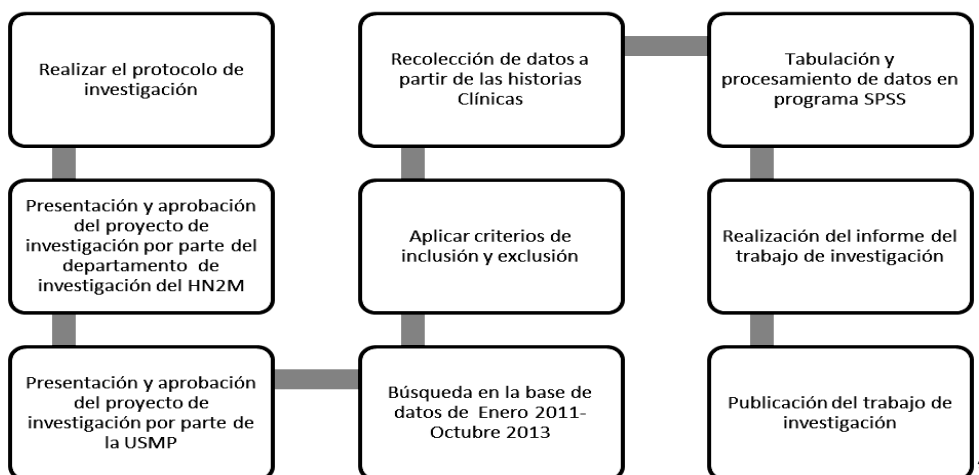 Realizar el protocolo de
investigación
Presentación y aprobación
del proyecto de
investigación por parte del
departamento de
investigación del HN2M
Presentación y aprobación
del proyecto de
investigación por parte de
la USMP
Búsqueda en la base de
datos de Enero 2011-
Octubre 2013
Aplicar criterios de
inclusión y exclusión
Recolección de datos a
partir de las historias
Clínicas
Tabulación y
procesamiento de datos en
programa SPSS
Realización del informe del
trabajo de investigación
Publicación del trabajo de
investigación